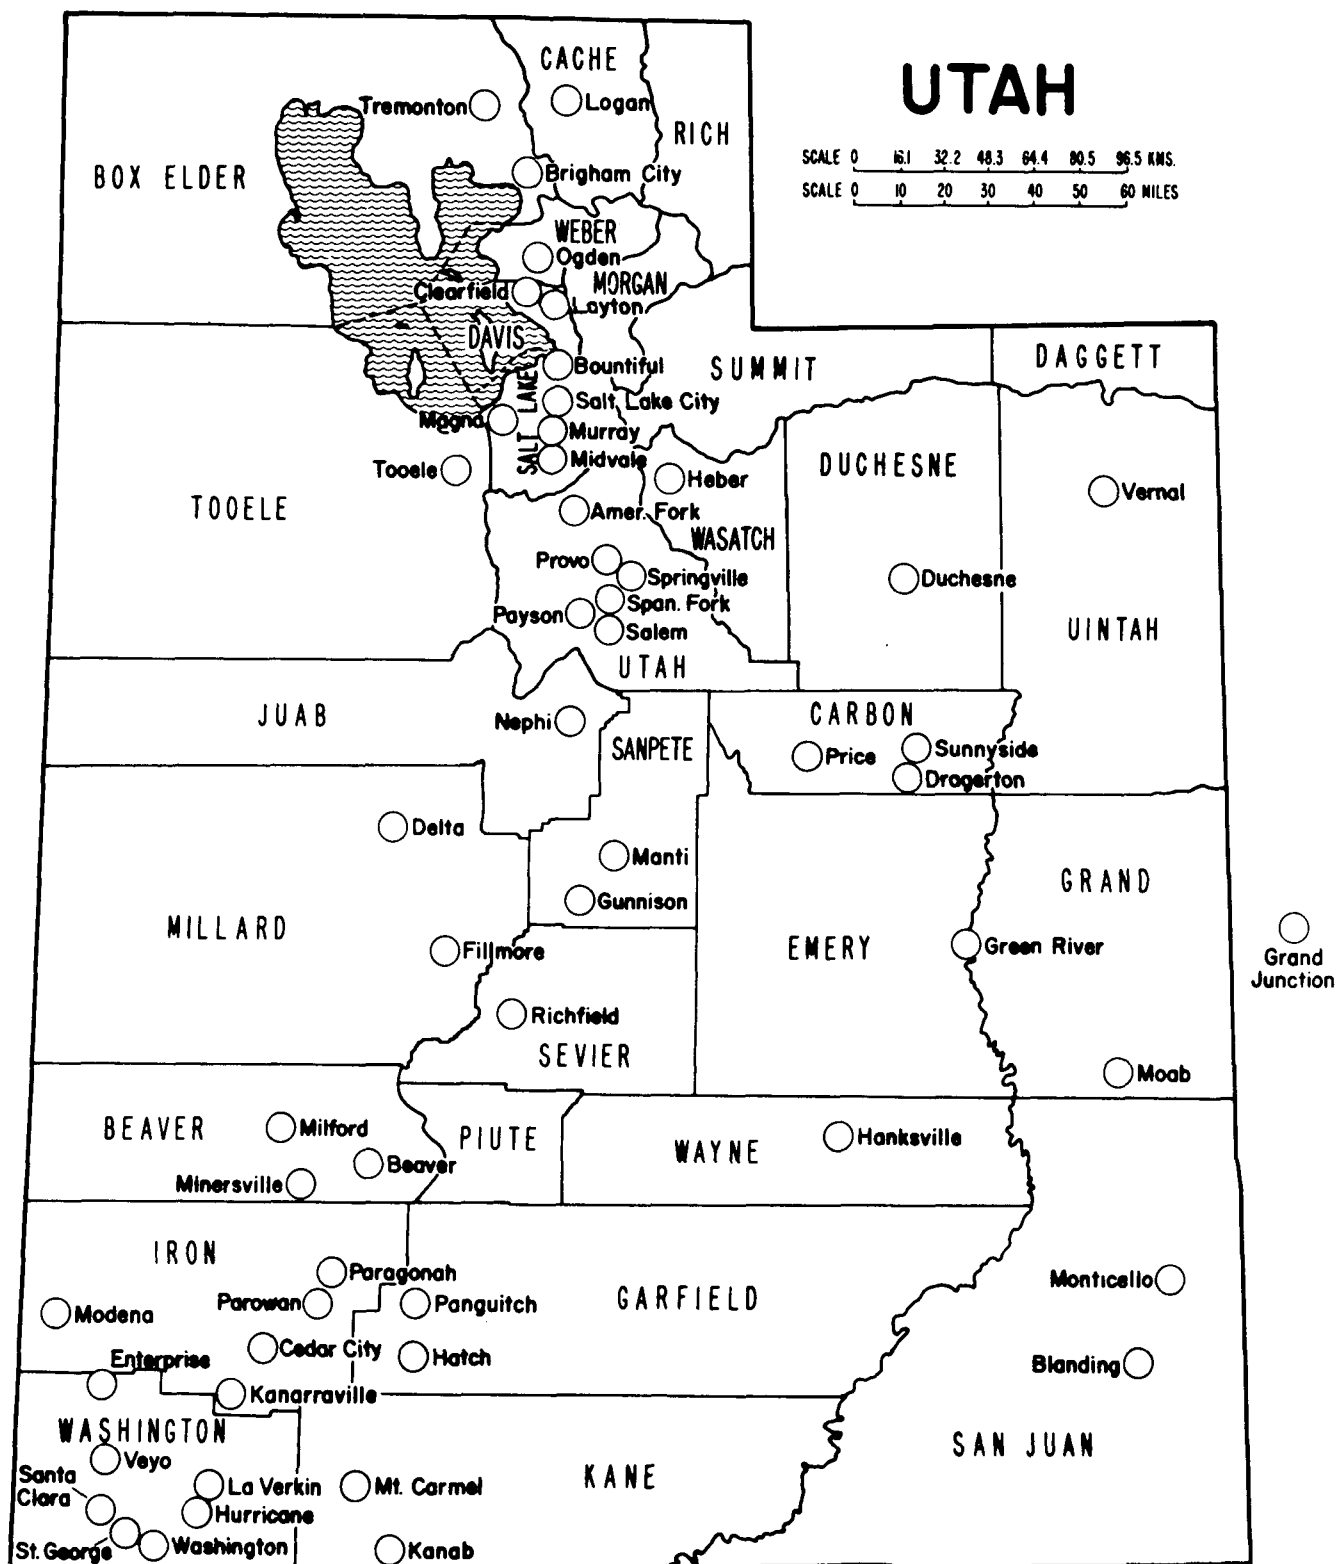 UTAH
SCALE 0 16.1 32.2 48.3 64.4 80.5 96.5 KMS.
SCALE 0 10 20 30 40 50 60 MILES
CACHE
Tremonton
Logan
RICH
BOX ELDER
Brigham City
WEBER
Ogden
MORGAN
Clearfield
Layton
DAVIS
DAGGETT
Bountiful
SUMMIT
SALT LAKE
Salt Lake City
Magna
Murray
Midvale
Tooele
Heber
DUCHESNE
Vernal
TOOELE
Amer. Fork
WASATCH
Provo
Springville
Duchesne
Span. Fork
Payson
Salem
UINTAH
UTAH
JUAB
Nephi
CARBON
SANPETE
Price
Sunnyside
Dragerton
Delta
Manti
GRAND
Gunnison
MILLARD
Fillmore
EMERY
Green River
Grand
Junction
Richfield
SEVIER
Moab
BEAVER
Milford
PIUTE
Hanksville
WAYNE
Beaver
Minersville
IRON
Paragonah
Monticello
Parowan
Panguitch
GARFIELD
Modena
Cedar City
Hatch
Enterprise
Blanding
Kanarraville
WASHINGTON
SAN JUAN
Veyo
KANE
Santa
Clara
La Verkin
Mt. Carmel
Hurricane
St. George
Washington
Kanab